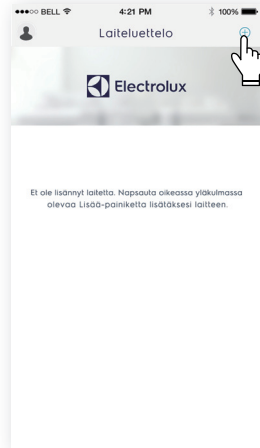 BELL 4:21 PM 100%
Laiteluettelo
Electrolux
Et ole lisännyt laitetta. Napsauta oikeassa yläkulmassa
olevaa Lisää-painiketta lisätäksesi laitteen.